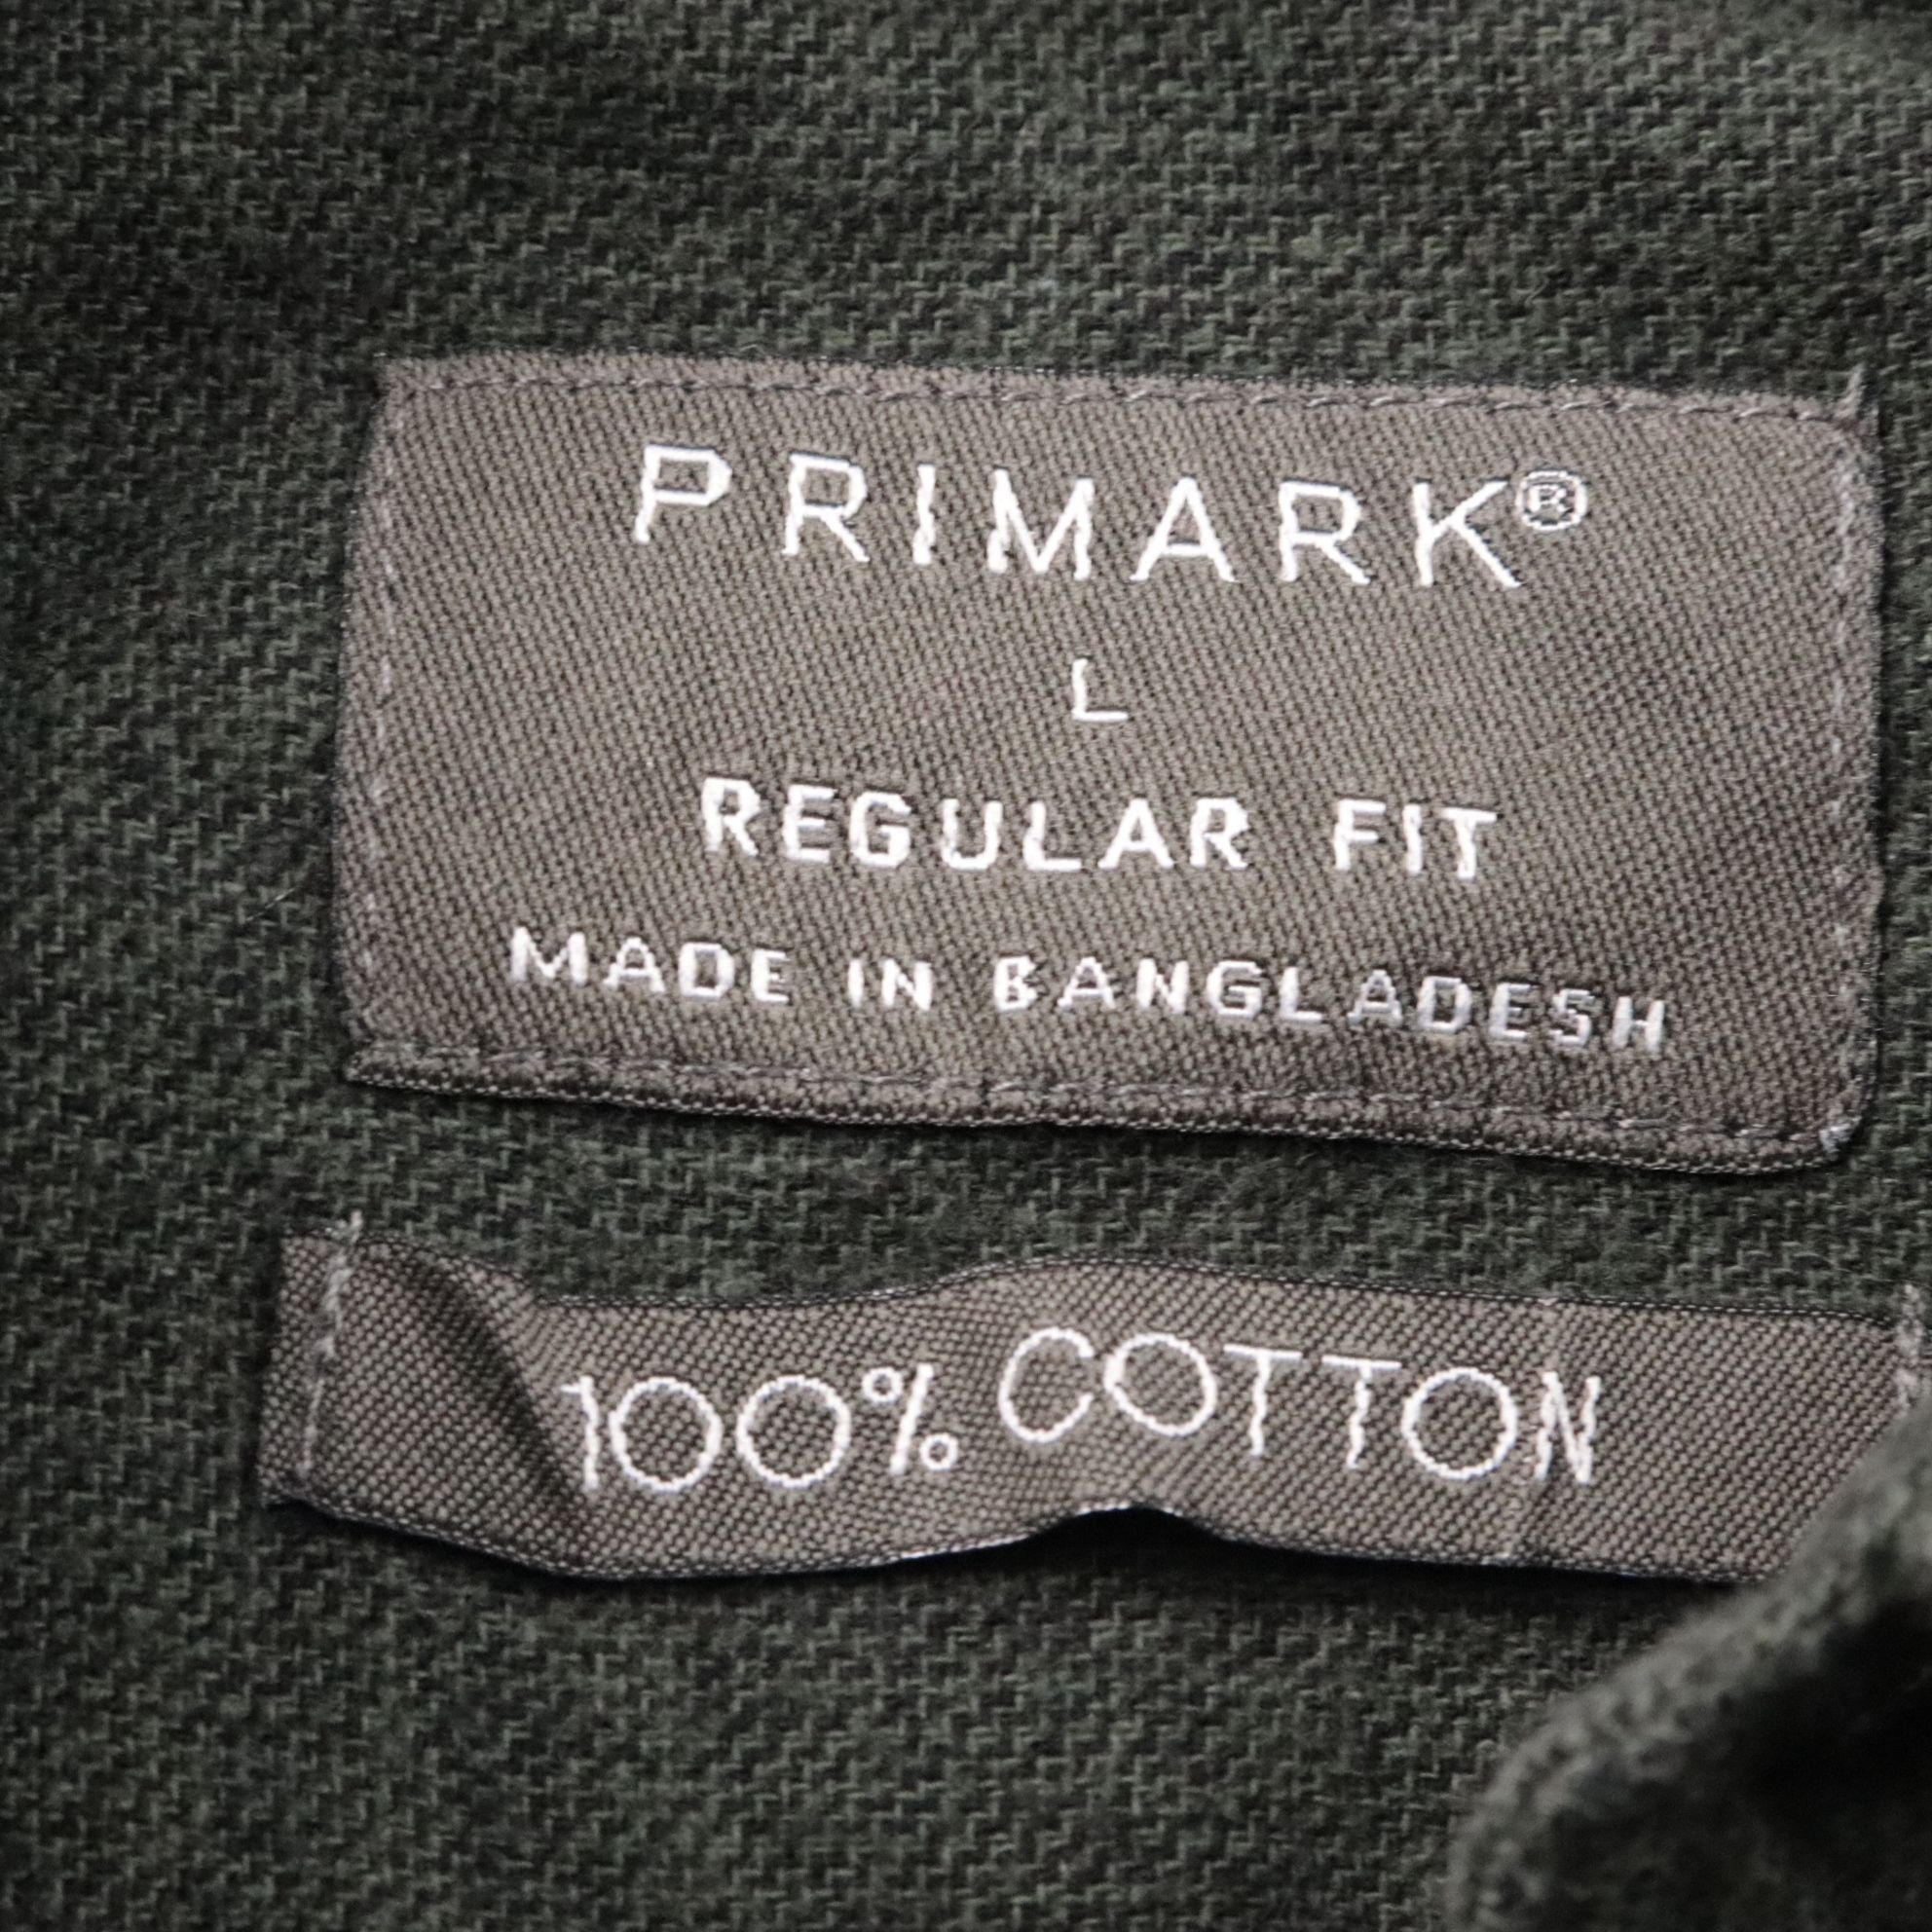 PRIMARK®
L
REGULAR FIT
MADE IN BANGLADESH
100% COTTON